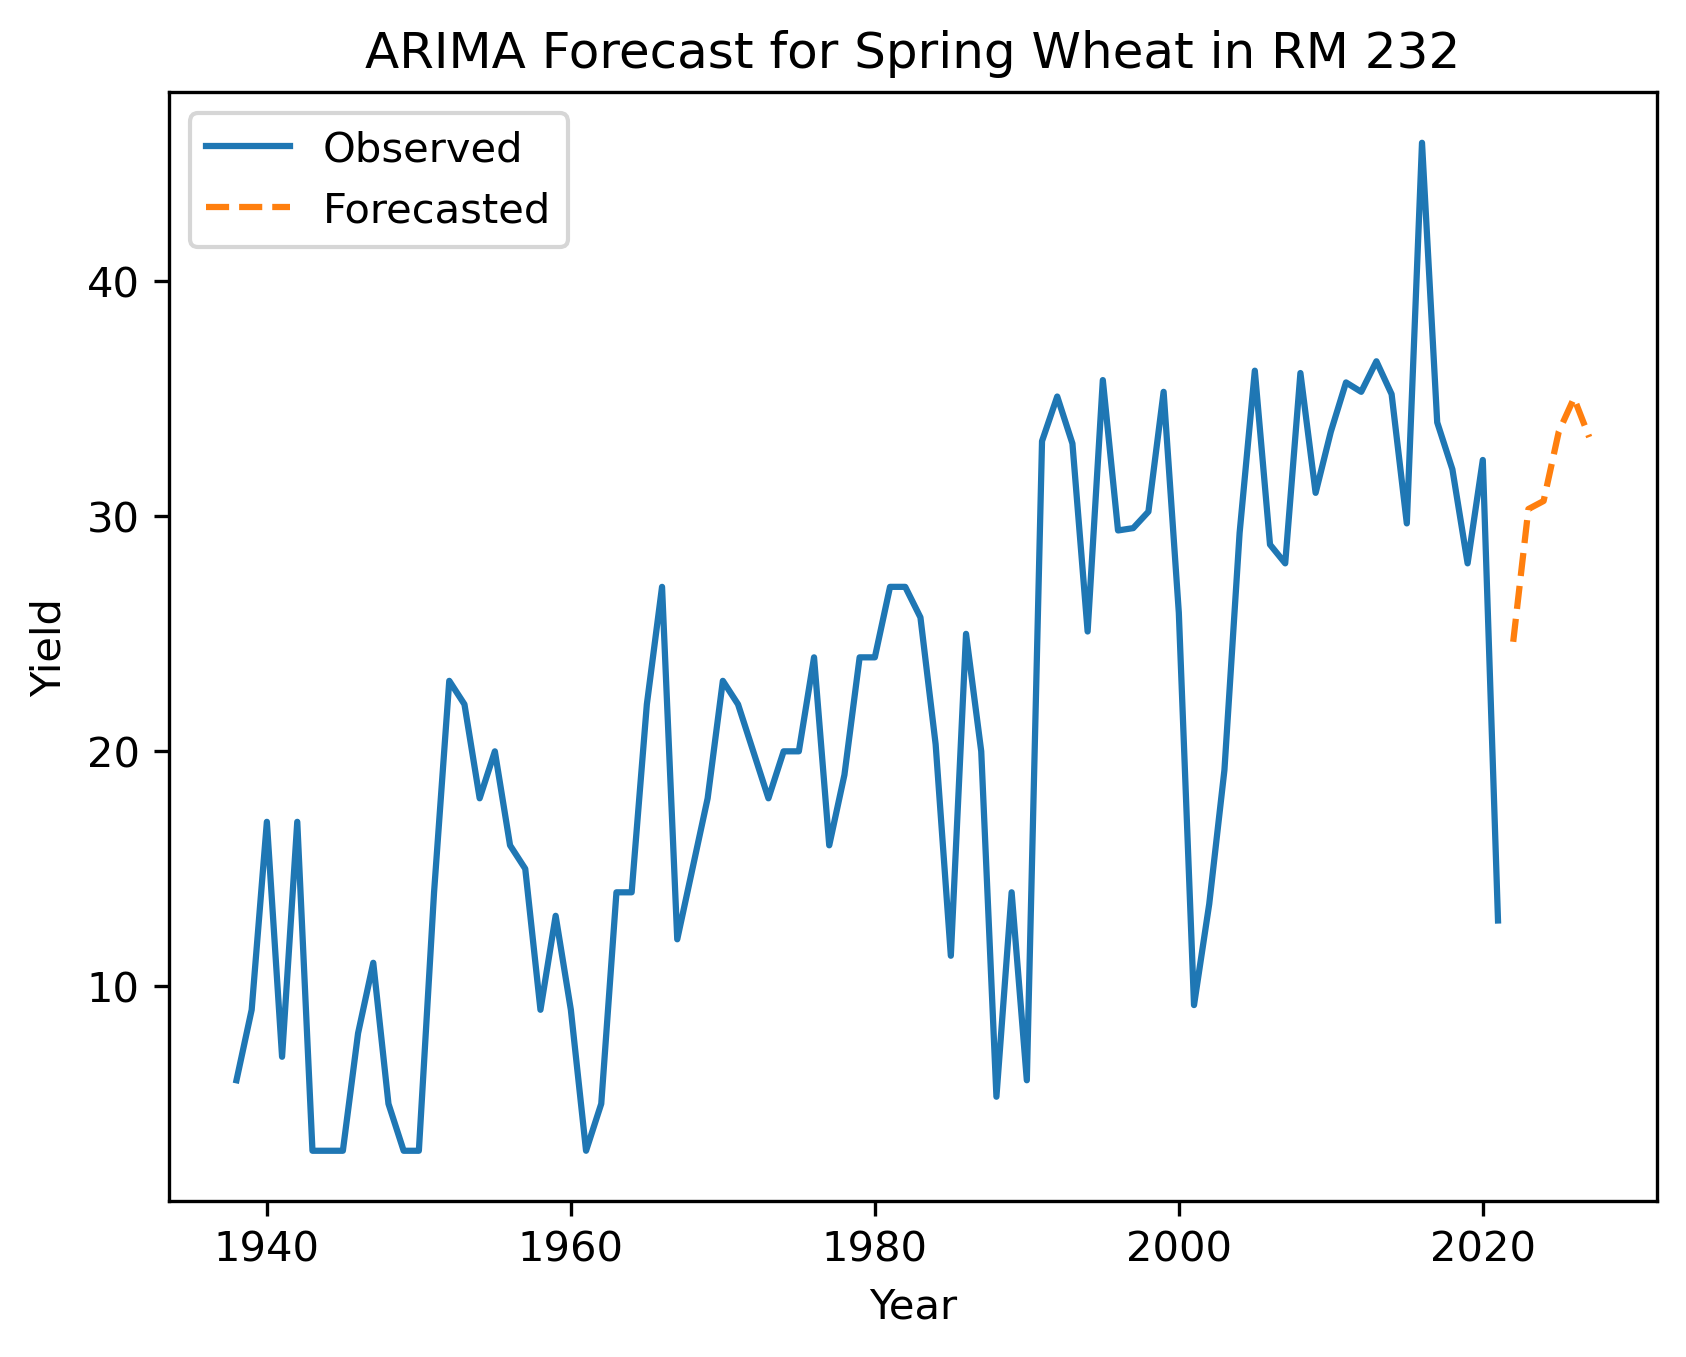 ARIMA Forecast for Spring Wheat in RM 232
Observed
Forecasted
40
30
20
10
Yield
1940 1960 1980 2000 2020
Year